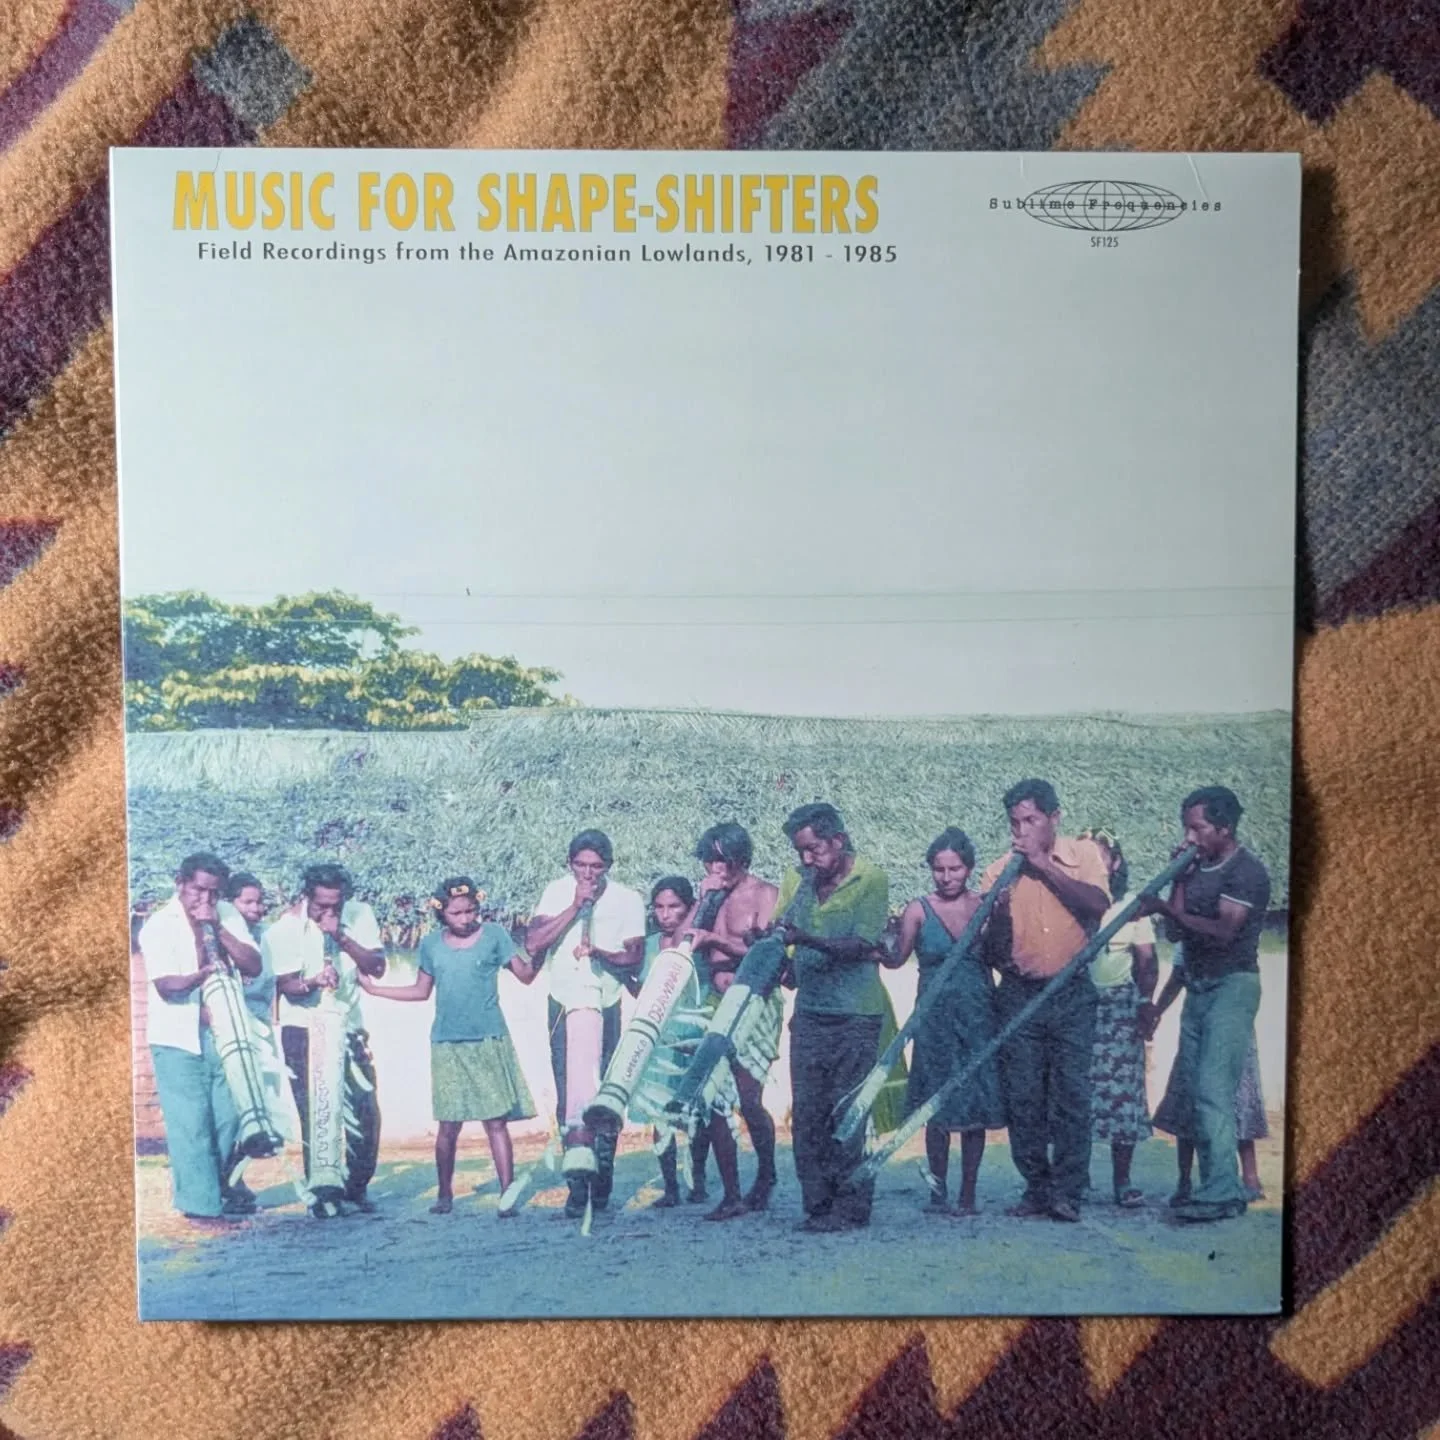 MUSIC FOR SHAPE-SHIFTERS
Field Recordings from the Amazonian Lowlands, 1981 - 1985
Sublime Frequencies
SF125